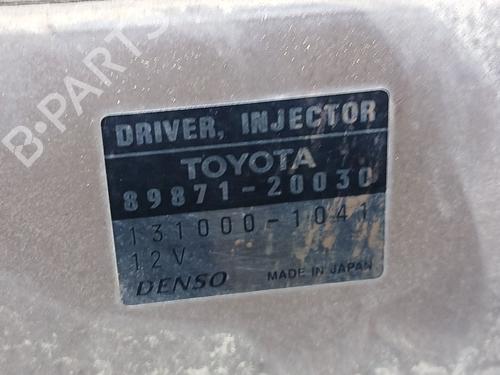 B-PARTS
DRIVER, INJECTOR
TOYOTA
89871-20030
131000-1041
12V
DENSO MADE IN JAPAN